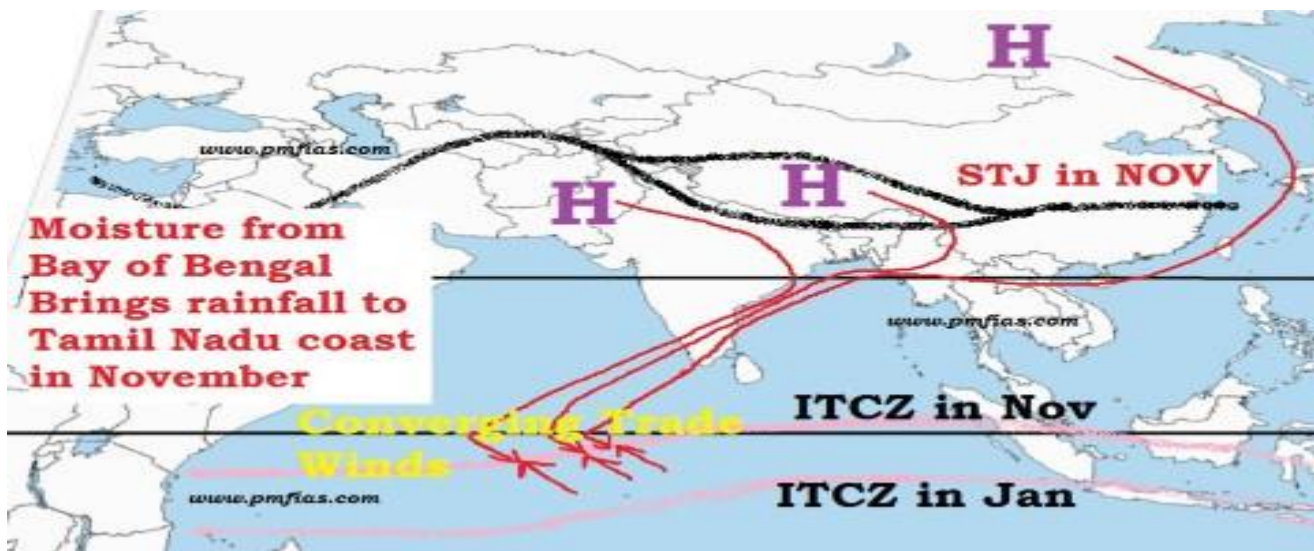 H
www.pmfias.com
H
H
STJ in NOV
Moisture from
Bay of Bengal
Brings rainfall to
Tamil Nadu coast
in November
www.pmfias.com
ITCZ in Nov
Converging Trade
Winds
www.pmfias.com
ITCZ in Jan